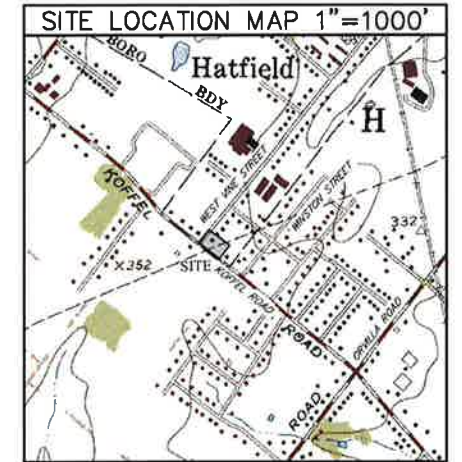 SITE LOCATION MAP 1"=1000'
BORO
BDY
Hatfield
H
WEST VINE STREET
KOFFEL
WINSTON STREET
332
x352
SITE
KOFFEL ROAD
ROAD
ORVILLA ROAD
ROAD